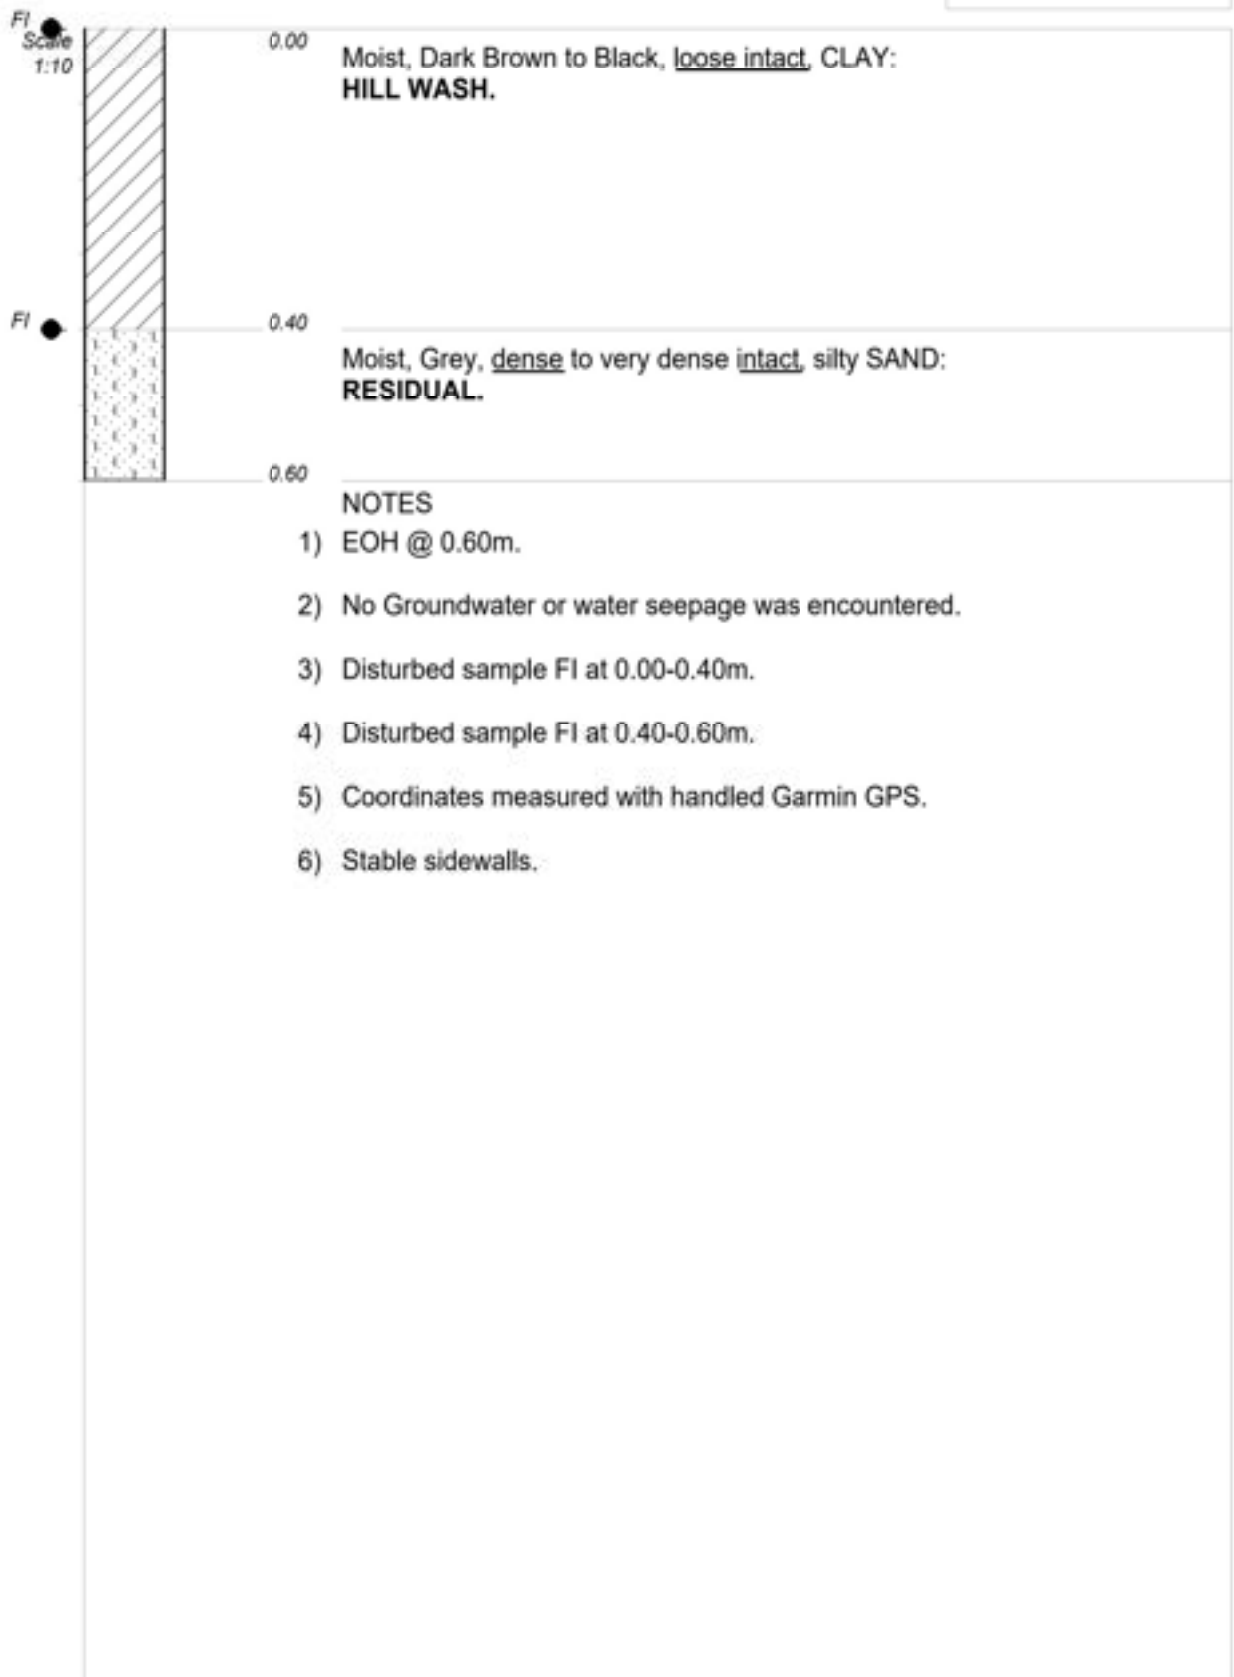 FI
Scale
1:10
0.00
Moist, Dark Brown to Black, loose intact, CLAY:
HILL WASH.
FI
0.40
Moist, Grey, dense to very dense intact, silty SAND:
RESIDUAL.
0.60
NOTES
1) EOH @ 0.60m.
2) No Groundwater or water seepage was encountered.
3) Disturbed sample FI at 0.00-0.40m.
4) Disturbed sample FI at 0.40-0.60m.
5) Coordinates measured with handled Garmin GPS.
6) Stable sidewalls.